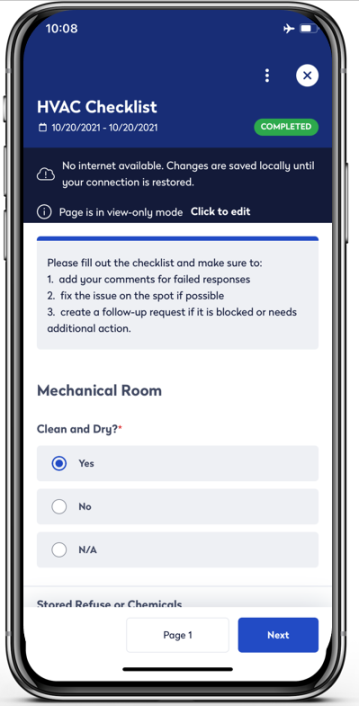 10:08
HVAC Checklist
10/20/2021 - 10/20/2021
COMPLETED
No internet available. Changes are saved locally until
your connection is restored.
Page is in view-only mode Click to edit
Please fill out the checklist and make sure to:
1. add your comments for failed responses
2. fix the issue on the spot if possible
3. create a follow-up request if it is blocked or needs
additional action.
Mechanical Room
Clean and Dry?*
Yes
No
N/A
Stored Refuse or Chemicals
Page 1
Next